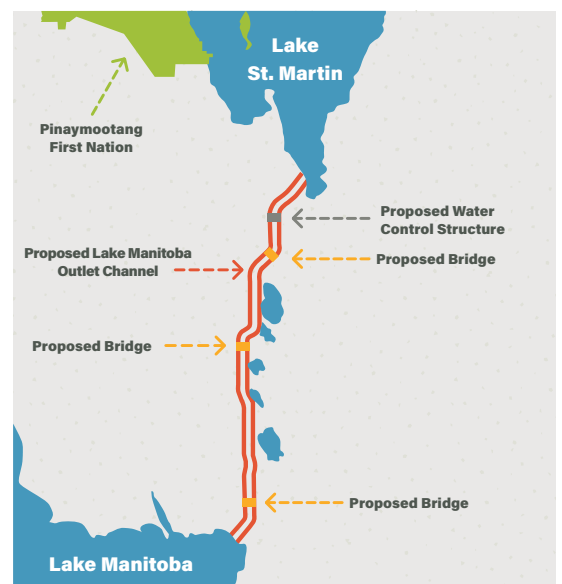 Lake
St. Martin
Pinaymootang
First Nation
Proposed Water
Control Structure
Proposed Lake Manitoba
Outlet Channel
Proposed Bridge
Proposed Bridge
Proposed Bridge
Lake Manitoba